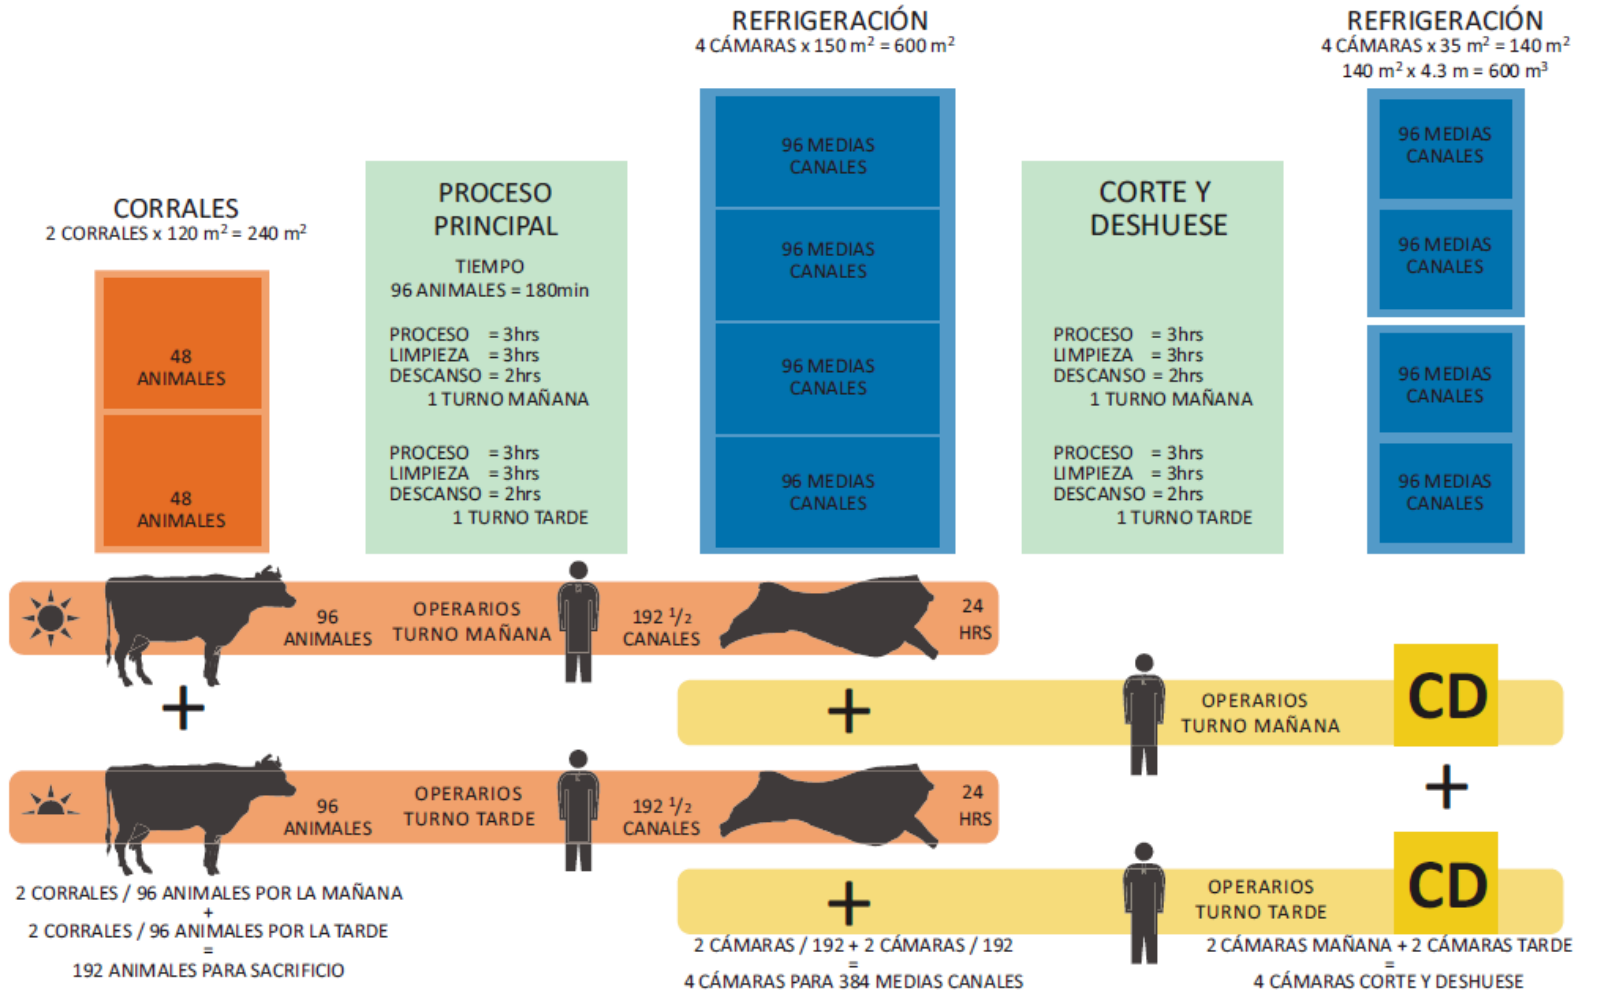 CORRALES
2 CORRALES x 120 m² = 240 m²
48
ANIMALES
48
ANIMALES
PROCESO
PRINCIPAL
TIEMPO
96 ANIMALES = 180min
PROCESO = 3hrs
LIMPIEZA = 3hrs
DESCANSO = 2hrs
1 TURNO MAÑANA
PROCESO = 3hrs
LIMPIEZA = 3hrs
DESCANSO = 2hrs
1 TURNO TARDE
REFRIGERACIÓN
4 CÁMARAS x 150 m² = 600 m²
96 MEDIAS
CANALES
96 MEDIAS
CANALES
96 MEDIAS
CANALES
96 MEDIAS
CANALES
CORTE Y
DESHUESE
PROCESO = 3hrs
LIMPIEZA = 3hrs
DESCANSO = 2hrs
1 TURNO MAÑANA
PROCESO = 3hrs
LIMPIEZA = 3hrs
DESCANSO = 2hrs
1 TURNO TARDE
REFRIGERACIÓN
4 CÁMARAS x 35 m² = 140 m²
140 m² x 4.3 m = 600 m³
96 MEDIAS
CANALES
96 MEDIAS
CANALES
96 MEDIAS
CANALES
96 MEDIAS
CANALES
96
ANIMALES
OPERARIOS
TURNO MAÑANA
192 1/2
CANALES
24
HRS
+
+
OPERARIOS
TURNO MAÑANA
CD
+
96
ANIMALES
OPERARIOS
TURNO TARDE
192 1/2
CANALES
24
HRS
+
OPERARIOS
TURNO TARDE
CD
2 CORRALES / 96 ANIMALES POR LA MAÑANA
+
2 CORRALES / 96 ANIMALES POR LA TARDE
=
192 ANIMALES PARA SACRIFICIO
2 CÁMARAS / 192 + 2 CÁMARAS / 192
=
4 CÁMARAS PARA 384 MEDIAS CANALES
2 CÁMARAS MAÑANA + 2 CÁMARAS TARDE
=
4 CÁMARAS CORTE Y DESHUESE